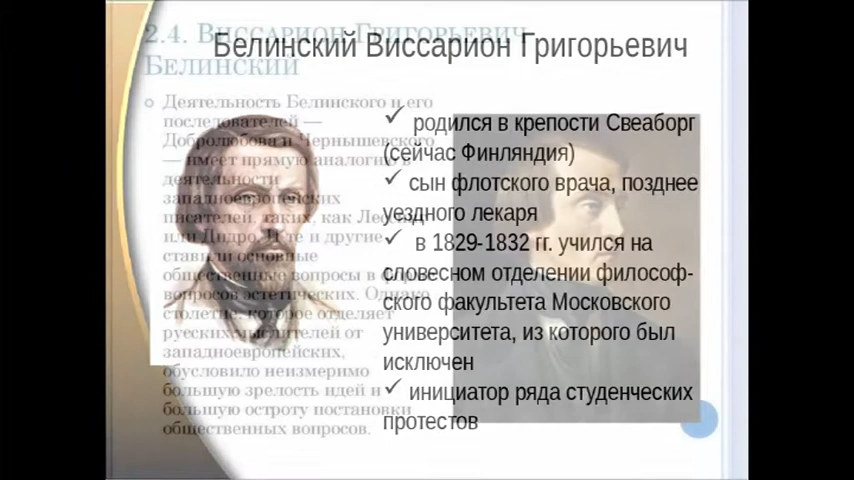 Белинский Виссарион Григорьевич
родился в крепости Свеаборг
(сейчас Финляндия)
сын флотского врача, позднее
уездного лекаря
в 1829-1832 гг. учился на
словесном отделении философ-
ского факультета Московского
университета, из которого был
исключен
инициатор ряда студенческих
протестов
2.4. Виссарион Григорьевич
Белинский
Деятельность Белинского и его
последователей —
Добролюбова и Чернышевского
— имеет прямую аналогию в
деятельности
западноевропейских
писателей, таких, как
или Дидро. И те и другие
ставили основные
общественные вопросы в
вопросов эстетических. Однако
столетие, которое отделяет
русских мыслителей от
западноевропейских,
обусловило неизмеримо
большую зрелость идей и
большую остроту постановки
общественных вопросов.